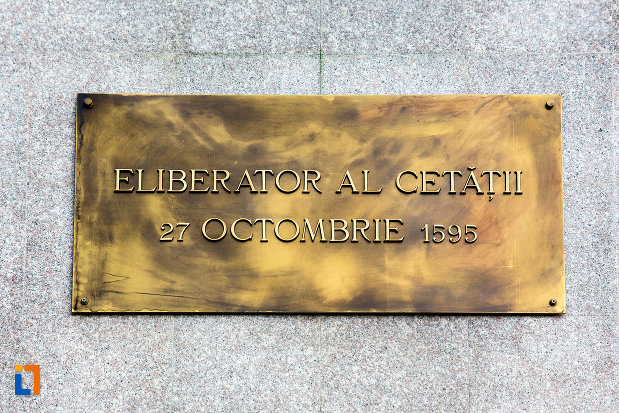 ELIBERATOR AL CETĂȚII
27 OCTOMBRIE 1595